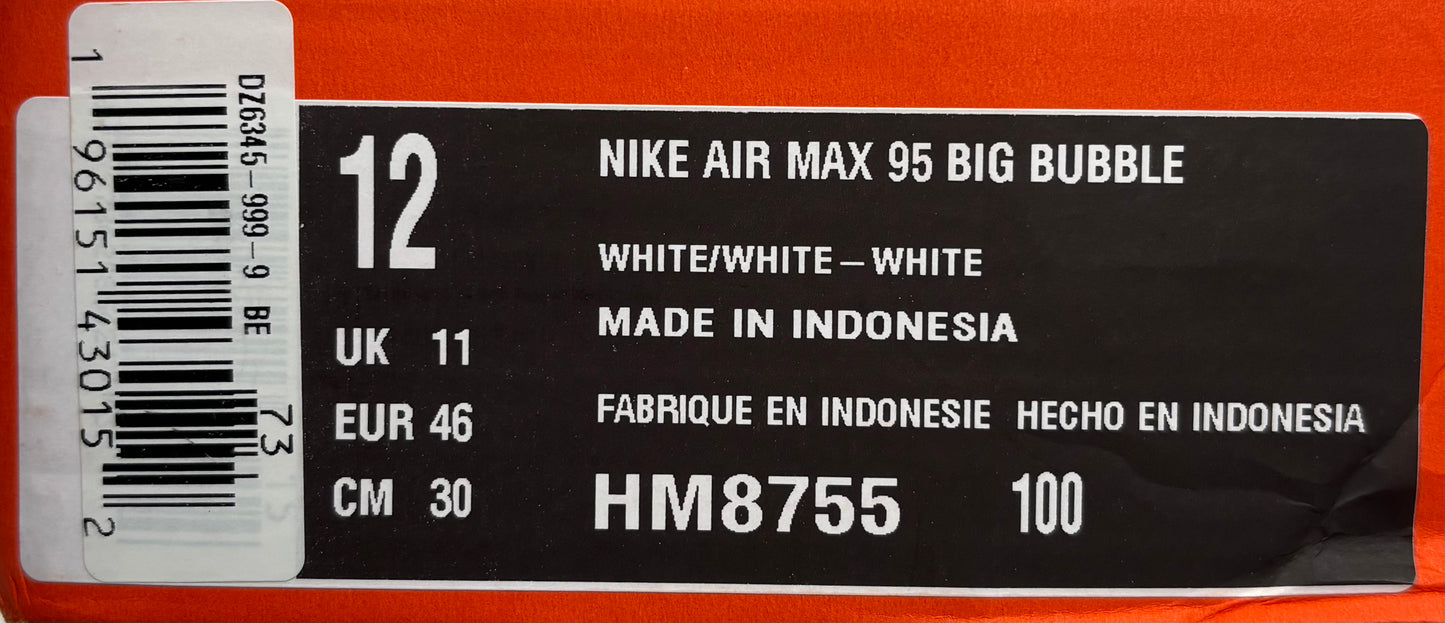 DZ6345-999-9 BE
73
1 96151 43015 2
12
UK 11
EUR 46
CM 30
NIKE AIR MAX 95 BIG BUBBLE
WHITE/WHITE – WHITE
MADE IN INDONESIA
FABRIQUE EN INDONESIE HECHO EN INDONESIA
HM8755 100